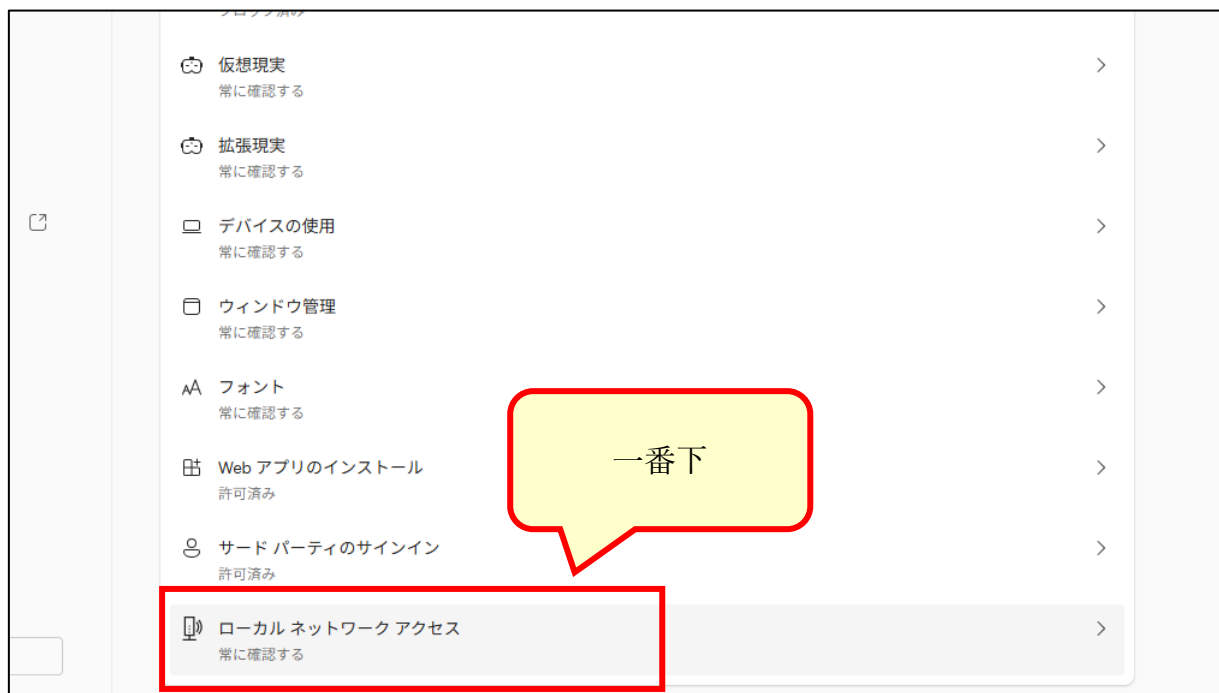 仮想現実
常に確認する
拡張現実
常に確認する
デバイスの使用
常に確認する
ウィンドウ管理
常に確認する
フォント
常に確認する
一番下
Web アプリのインストール
許可済み
サード パーティのサインイン
許可済み
ローカル ネットワーク アクセス
常に確認する